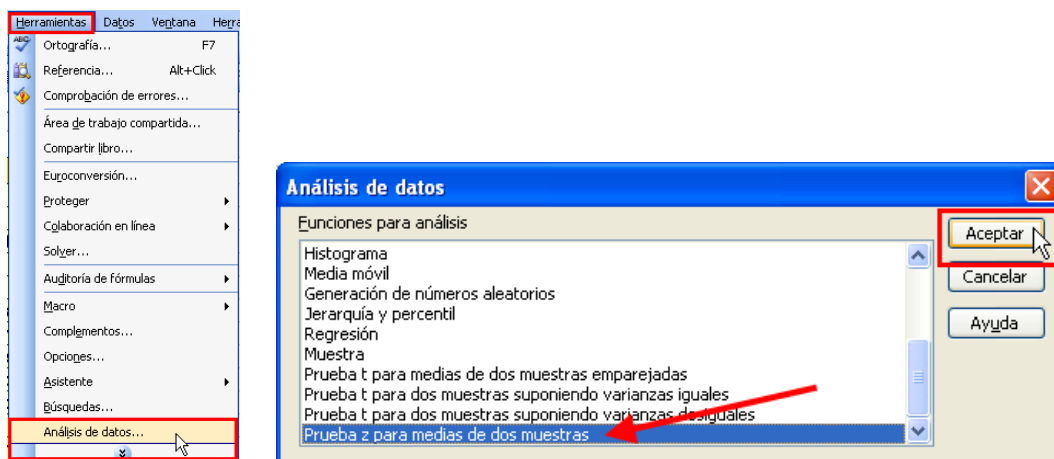 Herramientas Datos Ventana Herra
Ortografía... F7
Referencia... Alt+Click
Comprobación de errores...
Área de trabajo compartida...
Compartir libro...
Euroconversión...
Proteger
Colaboración en línea
Solver...
Auditoría de fórmulas
Macro
Complementos...
Opciones...
Asistente
Búsquedas...
Análisis de datos...
Análisis de datos
Funciones para análisis
Histograma
Media móvil
Generación de números aleatorios
Jerarquía y percentil
Regresión
Muestra
Prueba t para medias de dos muestras emparejadas
Prueba t para dos muestras suponiendo varianzas iguales
Prueba t para dos muestras suponiendo varianzas desiguales
Prueba z para medias de dos muestras
Aceptar
Cancelar
Ayuda